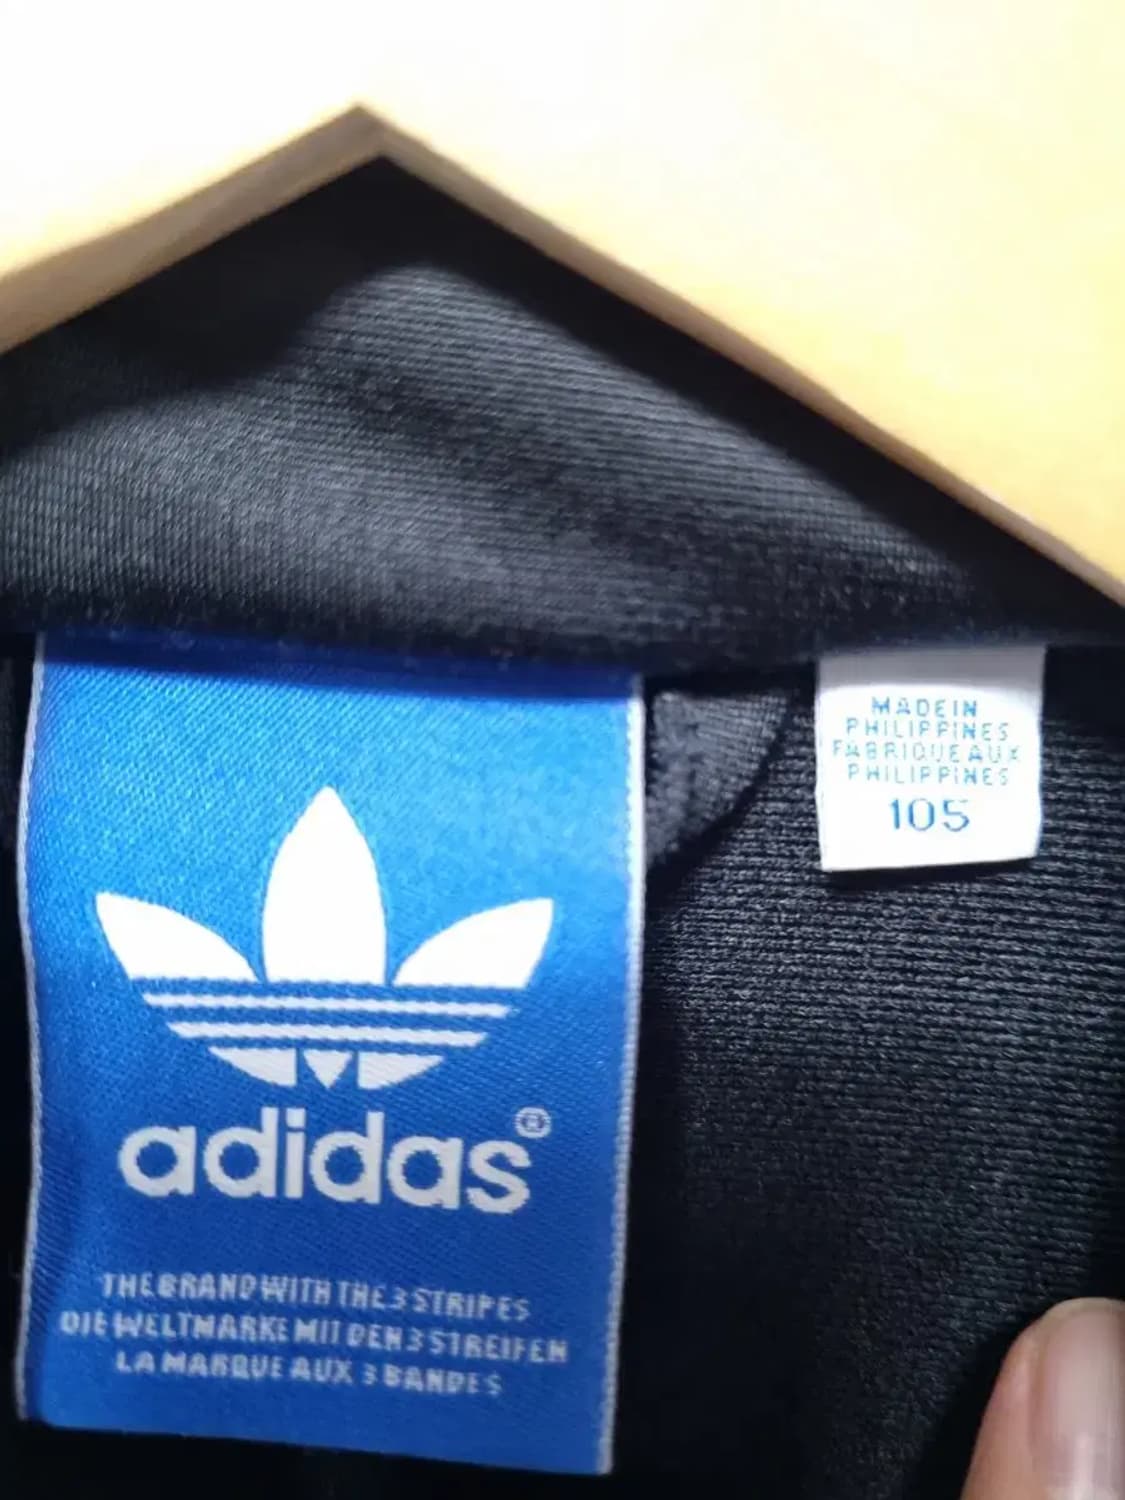 adidas®
THE BRAND WITH THE 3 STRIPES
DIE WELTMARKE MIT DEN 3 STREIFEN
LA MARQUE AUX 3 BANDES
MADE IN
PHILIPPINES
FABRIQUE AUX
PHILIPPINES
105